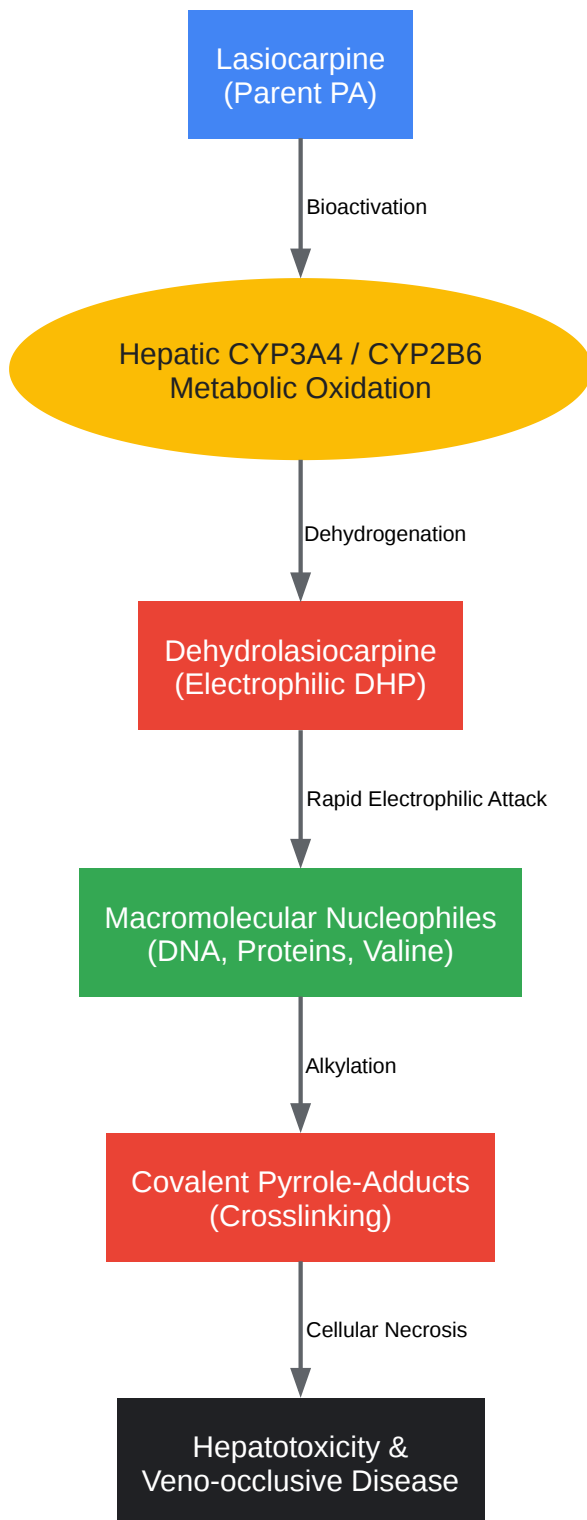 Lasiocarpine
(Parent PA)
Bioactivation
Hepatic CYP3A4 / CYP2B6
Metabolic Oxidation
Dehydrogenation
Dehydrolasiocarpine
(Electrophilic DHP)
Rapid Electrophilic Attack
Macromolecular Nucleophiles
(DNA, Proteins, Valine)
Alkylation
Covalent Pyrrole-Adducts
(Crosslinking)
Cellular Necrosis
Hepatotoxicity &
Veno-occlusive Disease